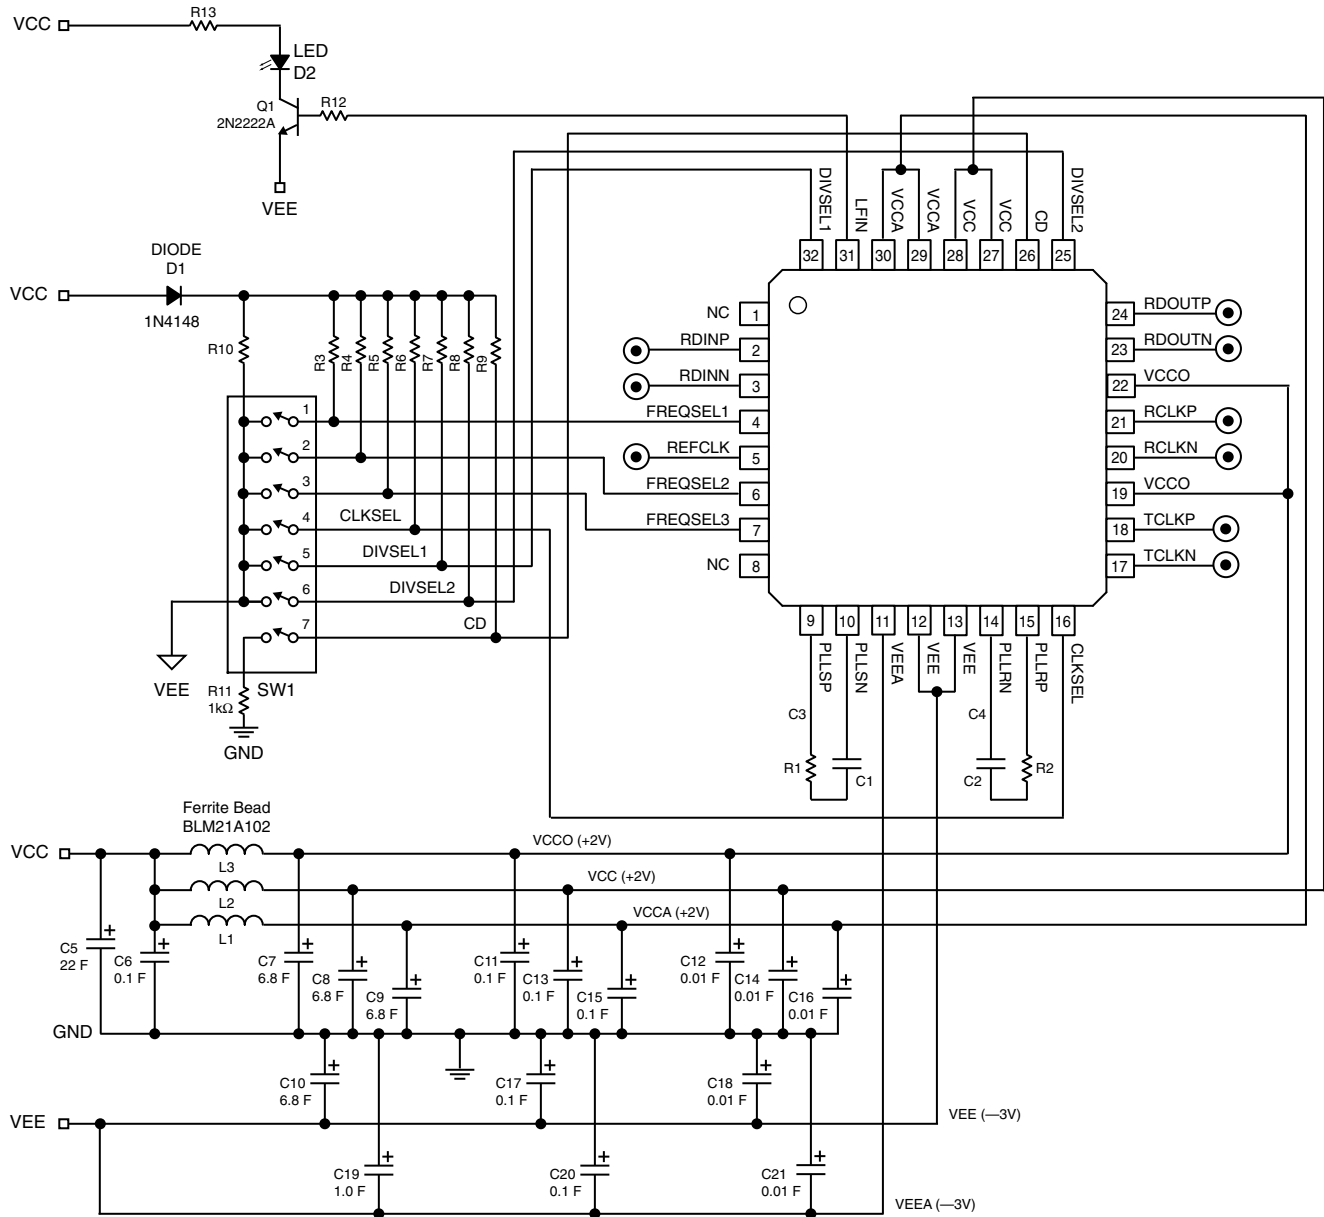 VCC
R13
LED
D2
Q1
2N2222A
R12
VEE
DIODE
D1
VCC
1N4148
R10
R3
R4
R5
R6
R7
R8
R9
1
2
3
4
5
6
7
CLKSEL
DIVSEL1
DIVSEL2
CD
VEE
SW1
R11
1kΩ
GND
DIVSEL1
LFIN
VCCA
VCCA
VCC
VCC
CD
DIVSEL2
32
31
30
29
28
27
26
25
NC
1
RDINP
2
RDINN
3
FREQSEL1
4
REFCLK
5
FREQSEL2
6
FREQSEL3
7
NC
8
24
RDOUTP
23
RDOUTN
22
VCCO
21
RCLKP
20
RCLKN
19
VCCO
18
TCLKP
17
TCLKN
9
10
11
12
13
14
15
16
PLLSP
PLLSN
VEEA
VEE
VEE
PLLRN
PLLRP
CLKSEL
C3
R1
C1
C4
C2
R2
Ferrite Bead
BLM21A102
VCC
L3
L2
L1
VCCO (+2V)
VCC (+2V)
VCCA (+2V)
C5
22 F
+
C6
0.1 F
+
C7
6.8 F
+
C8
6.8 F
+
C9
6.8 F
+
C11
0.1 F
+
C13
0.1 F
+
C15
0.1 F
+
C12
0.01 F
+
C14
0.01 F
+
C16
0.01 F
+
GND
C10
6.8 F
+
C17
0.1 F
+
C18
0.01 F
+
VEE
VEE (—3V)
C19
1.0 F
+
C20
0.1 F
+
C21
0.01 F
+
VEEA (—3V)